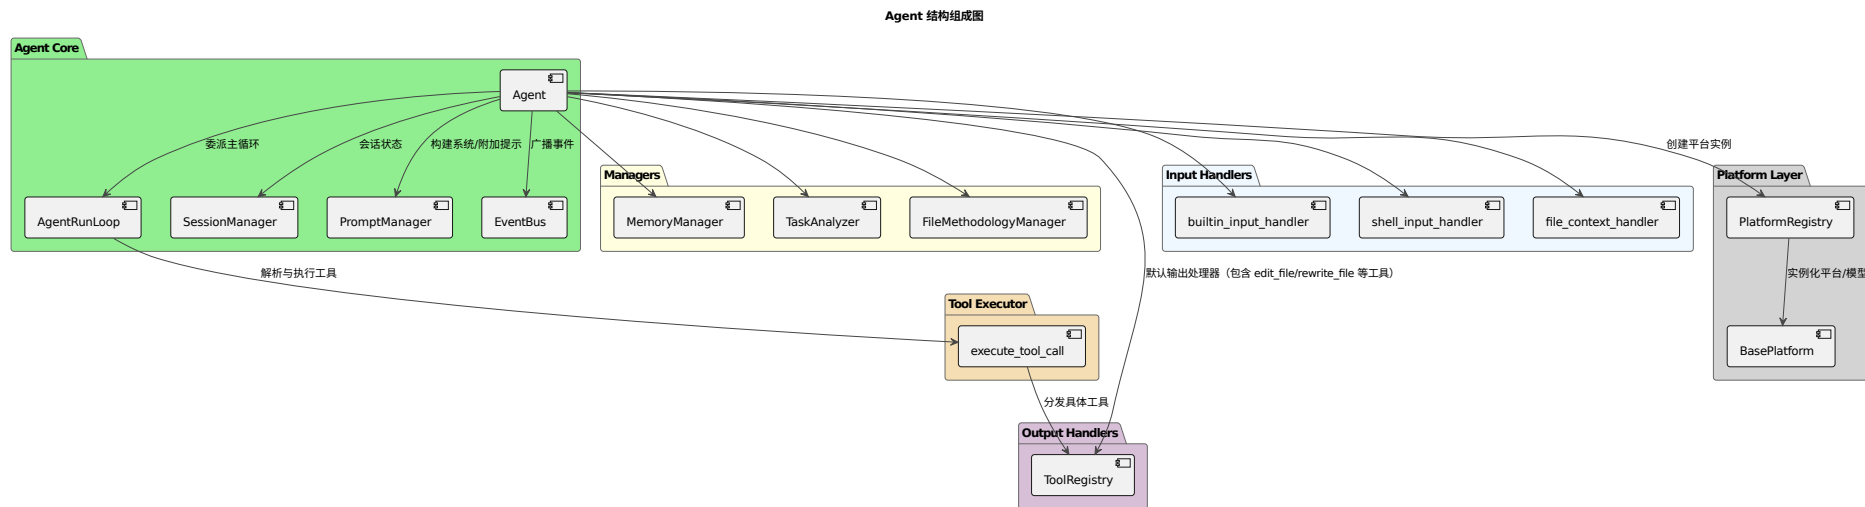 Agent 结构组成图
Agent Core
Agent
委派主循环
会话状态
构建系统/附加提示
广播事件
创建平台实例
Managers
Input Handlers
Platform Layer
AgentRunLoop
SessionManager
PromptManager
EventBus
MemoryManager
TaskAnalyzer
FileMethodologyManager
builtin_input_handler
shell_input_handler
file_context_handler
PlatformRegistry
解析与执行工具
默认输出处理器（包含 edit_file/rewrite_file 等工具）
实例化平台/模型
Tool Executor
execute_tool_call
BasePlatform
分发具体工具
Output Handlers
ToolRegistry